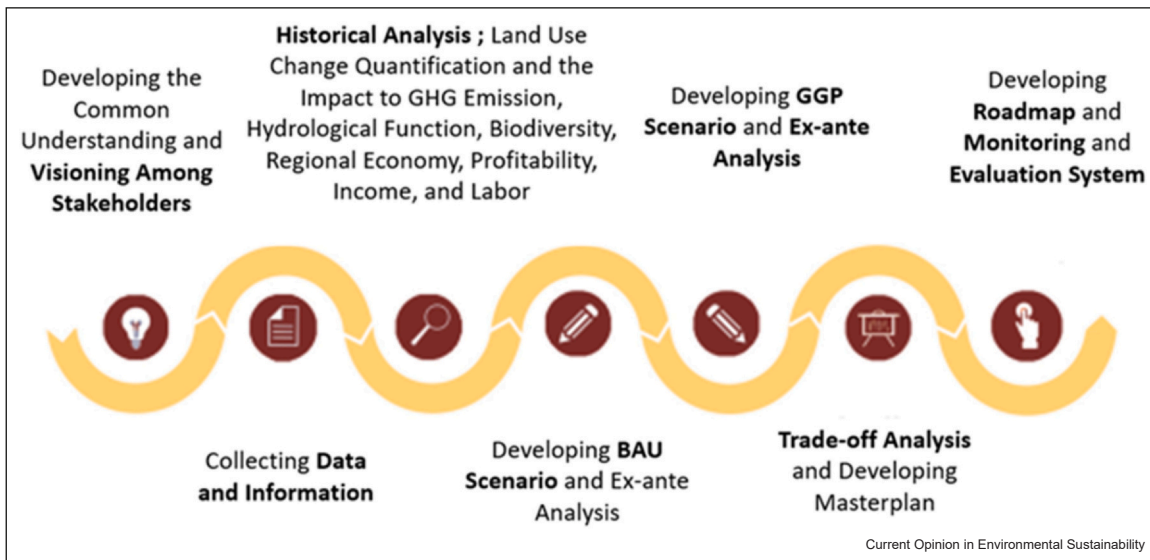 Developing the
Common
Understanding and
Visioning Among
Stakeholders
Collecting Data
and Information
Historical Analysis ; Land Use
Change Quantification and the
Impact to GHG Emission,
Hydrological Function, Biodiversity,
Regional Economy, Profitability,
Income, and Labor
Developing BAU
Scenario and Ex-ante
Analysis
Developing GGP
Scenario and Ex-ante
Analysis
Trade-off Analysis
and Developing
Masterplan
Developing
Roadmap and
Monitoring and
Evaluation System
Current Opinion in Environmental Sustainability